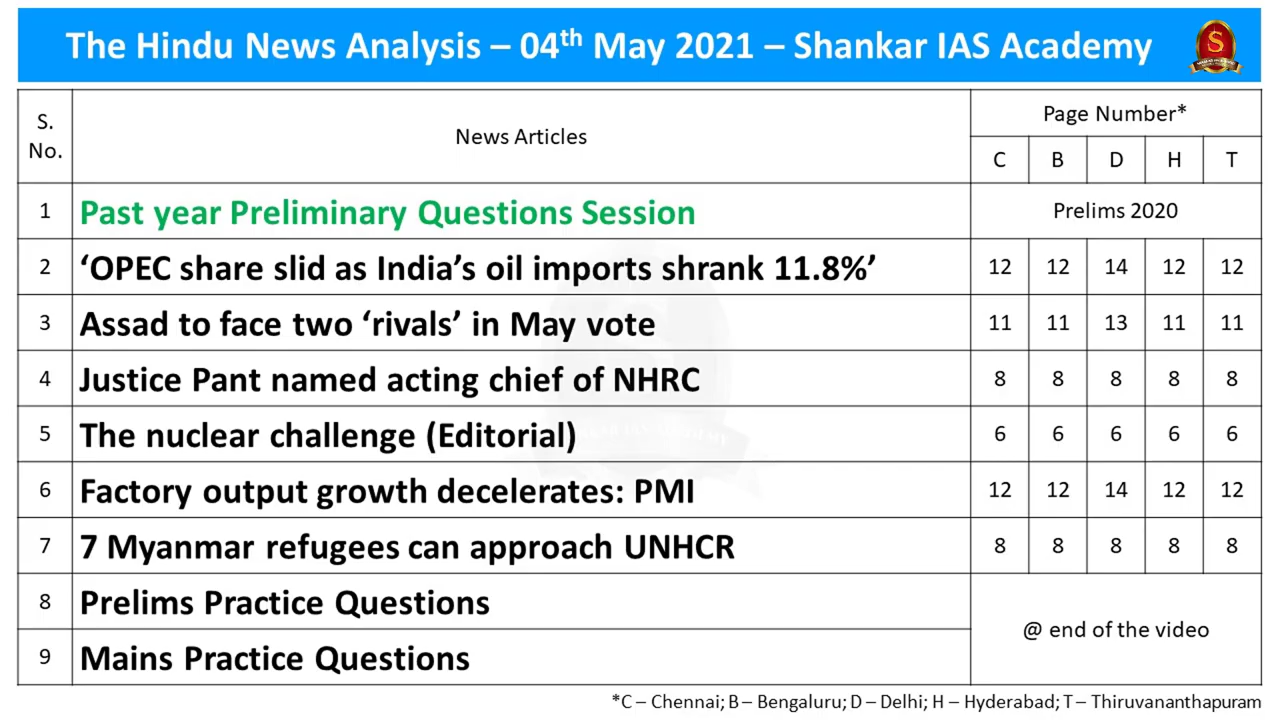 The Hindu News Analysis – 04th May 2021 – Shankar IAS Academy
S. No. News Articles Page Number*
C B D H T
1 Past year Preliminary Questions Session Prelims 2020
2 ‘OPEC share slid as India’s oil imports shrank 11.8%’ 12 12 14 12 12
3 Assad to face two ‘rivals’ in May vote 11 11 13 11 11
4 Justice Pant named acting chief of NHRC 8 8 8 8 8
5 The nuclear challenge (Editorial) 6 6 6 6 6
6 Factory output growth decelerates: PMI 12 12 14 12 12
7 7 Myanmar refugees can approach UNHCR 8 8 8 8 8
8 Prelims Practice Questions
@ end of the video
9 Mains Practice Questions
*C – Chennai; B – Bengaluru; D – Delhi; H – Hyderabad; T – Thiruvananthapuram